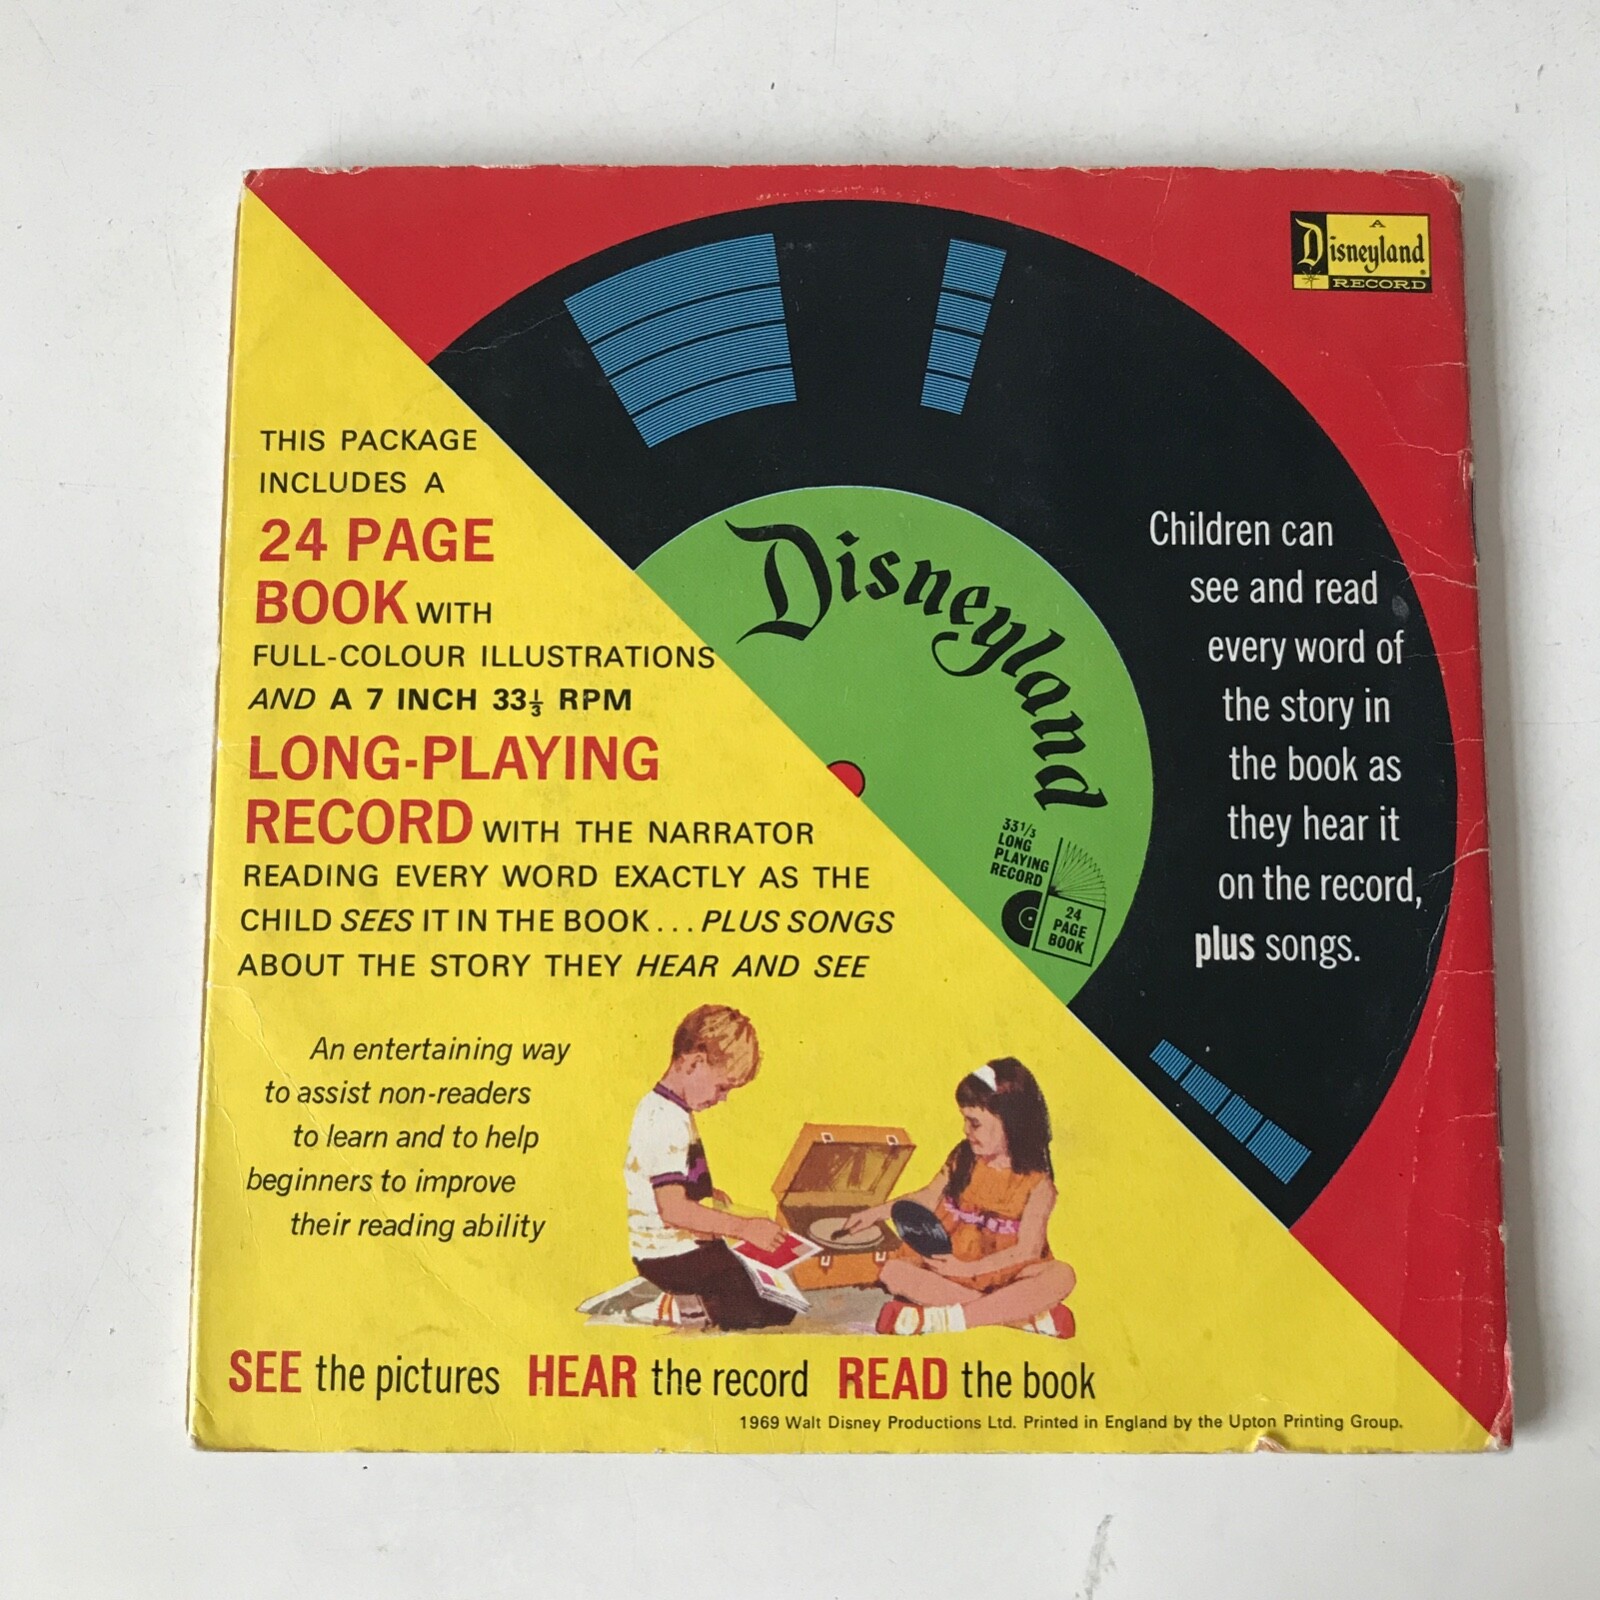 A
Disneyland
RECORD
THIS PACKAGE
INCLUDES A
24 PAGE
BOOK WITH
FULL-COLOUR ILLUSTRATIONS
AND A 7 INCH 33⅓ RPM
LONG-PLAYING
RECORD WITH THE NARRATOR
READING EVERY WORD EXACTLY AS THE
CHILD SEES IT IN THE BOOK . . . PLUS SONGS
ABOUT THE STORY THEY HEAR AND SEE
Disneyland
33 1/3
LONG
PLAYING
RECORD
24
PAGE
BOOK
Children can
see and read
every word of
the story in
the book as
they hear it
on the record,
plus songs.
An entertaining way
to assist non-readers
to learn and to help
beginners to improve
their reading ability
SEE the pictures HEAR the record READ the book
1969 Walt Disney Productions Ltd. Printed in England by the Upton Printing Group.